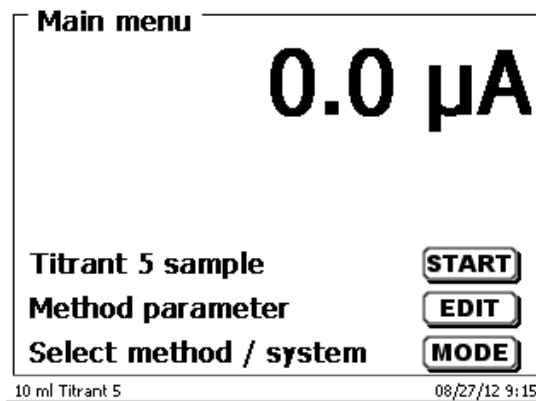 Main menu
0.0 µA
Titrant 5 sample START
Method parameter EDIT
Select method / system MODE
10 ml Titrant 5 08/27/12 9:15